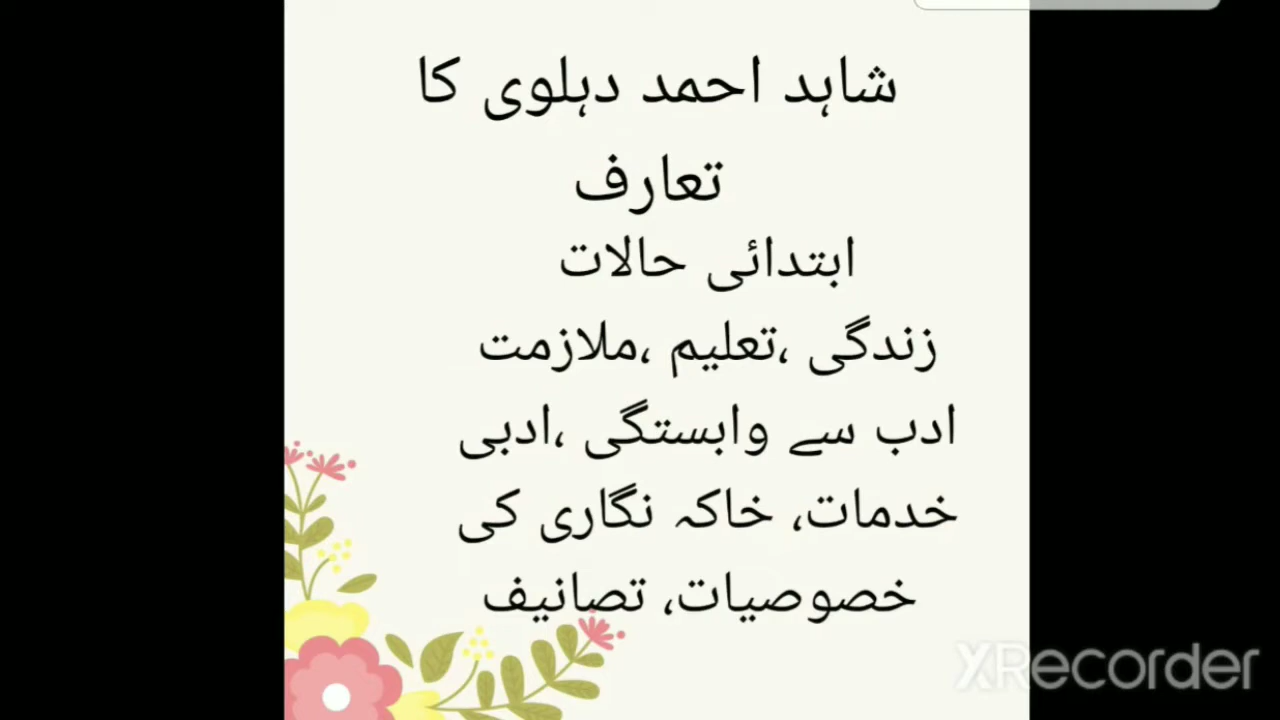 شاہد احمد دہلوی کا
تعارف
ابتدائی حالات
زندگی ،تعلیم ،ملازمت
ادب سے وابستگی ،ادبی
خدمات، خاکہ نگاری کی
خصوصیات، تصانیف
XRecorder